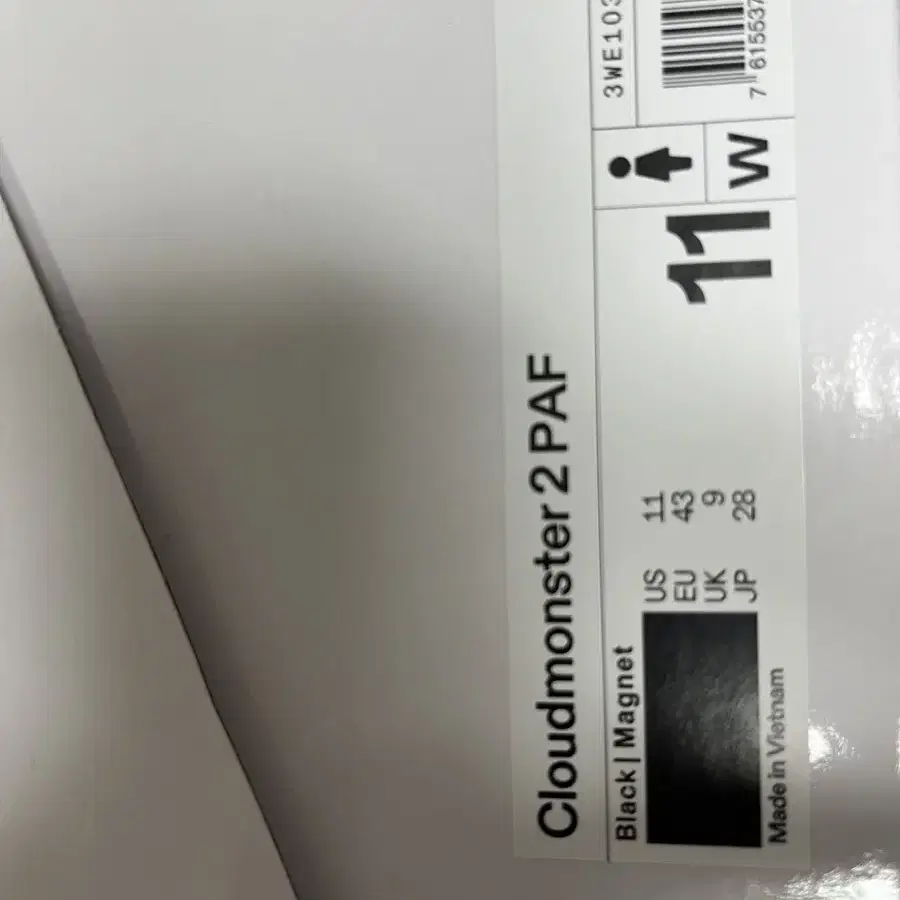 Cloudmonster 2 PAF
Black | Magnet
US 11
EU 43
UK 9
JP 28
Made in Vietnam
11
W
3WE103
7 615537